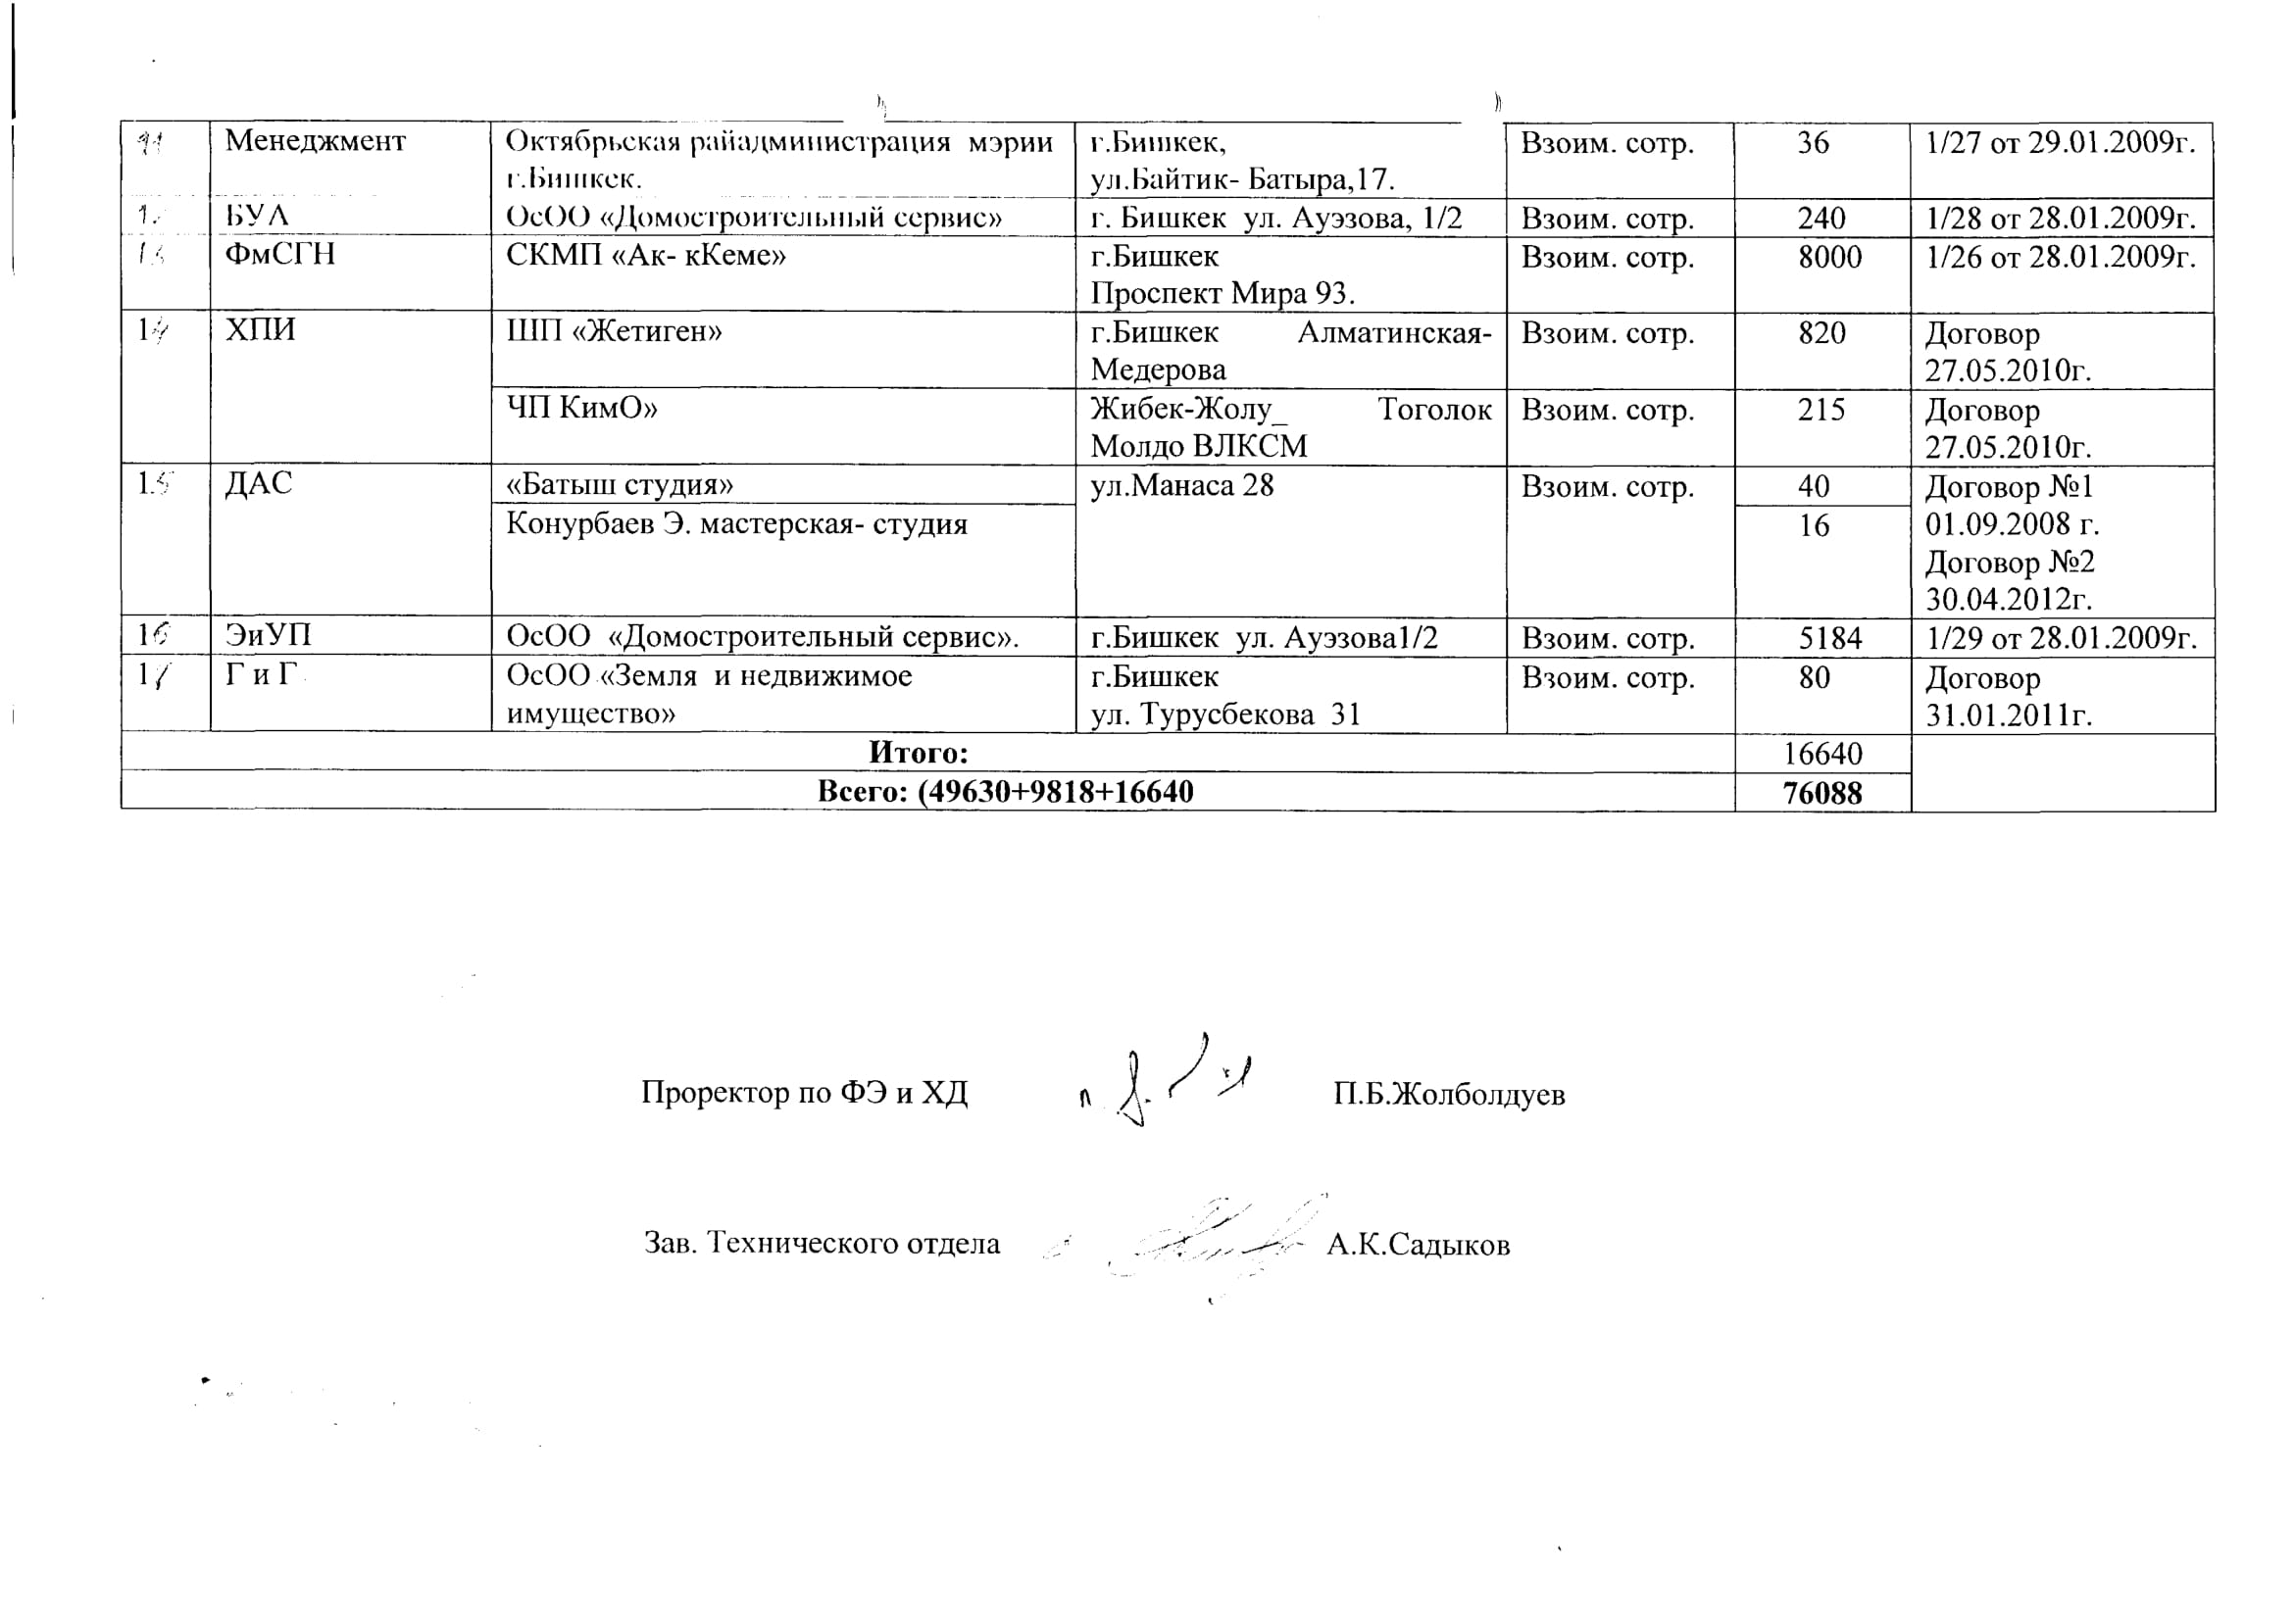 11 Менеджмент Октябрьская райадминистрация мэрии г.Бишкек, Взоим. сотр. 36 1/27 от 29.01.2009г.
г.Бишкек. ул.Байтик- Батыра,17.
БУА ОсОО «Домостроительный сервис» г. Бишкек ул. Ауэзова, 1/2 Взоим. сотр. 240 1/28 от 28.01.2009г.
13 ФмСГН СКМП «Ак- кКеме» г.Бишкек Взоим. сотр. 8000 1/26 от 28.01.2009г.
Проспект Мира 93.
14 ХПИ ШП «Жетиген» г.Бишкек Алматинская- Взоим. сотр. 820 Договор
Медерова 27.05.2010г.
ЧП КимО» Жибек-Жолу_ Тоголок Взоим. сотр. 215 Договор
Молдо ВЛКСМ 27.05.2010г.
15 ДАС «Батыш студия» ул.Манаса 28 Взоим. сотр. 40 Договор №1
Конурбаев Э. мастерская- студия 16 01.09.2008 г.
Договор №2
30.04.2012г.
16 ЭиУП ОсОО «Домостроительный сервис». г.Бишкек ул. Ауэзова1/2 Взоим. сотр. 5184 1/29 от 28.01.2009г.
17 Г и Г ОсОО «Земля и недвижимое г.Бишкек Взоим. сотр. 80 Договор
имущество» ул. Турусбекова 31 31.01.2011г.
Итого: 16640
Всего: (49630+9818+16640 76088
Проректор по ФЭ и ХД П.Б.Жолболдуев
Зав. Технического отдела А.К.Садыков